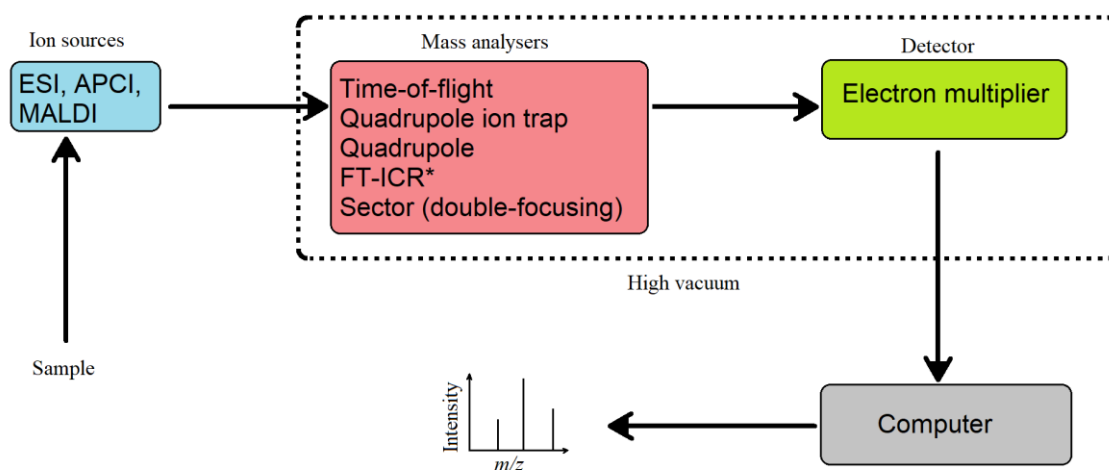 Ion sources
ESI, APCI,
MALDI
Sample
Mass analysers
Time-of-flight
Quadrupole ion trap
Quadrupole
FT-ICR*
Sector (double-focusing)
Detector
Electron multiplier
High vacuum
Computer
Intensity
m/z